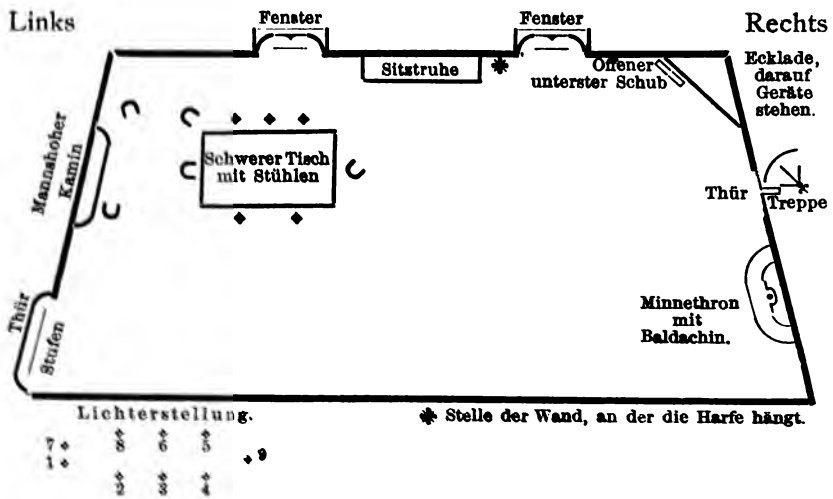 Links
Fenster
Fenster
Rechts
Sitztruhe
Offener
unterster Schub
Ecklade,
darauf
Geräte
stehen.
Mannshoher
Kamin
Schwerer Tisch
mit Stühlen
Thür
Treppe
Thür
Stufen
Minnethron
mit
Baldachin.
Lichterstellung.
✱ Stelle der Wand, an der die Harfe hängt.
7 8 6 5
1 9
2 3 4